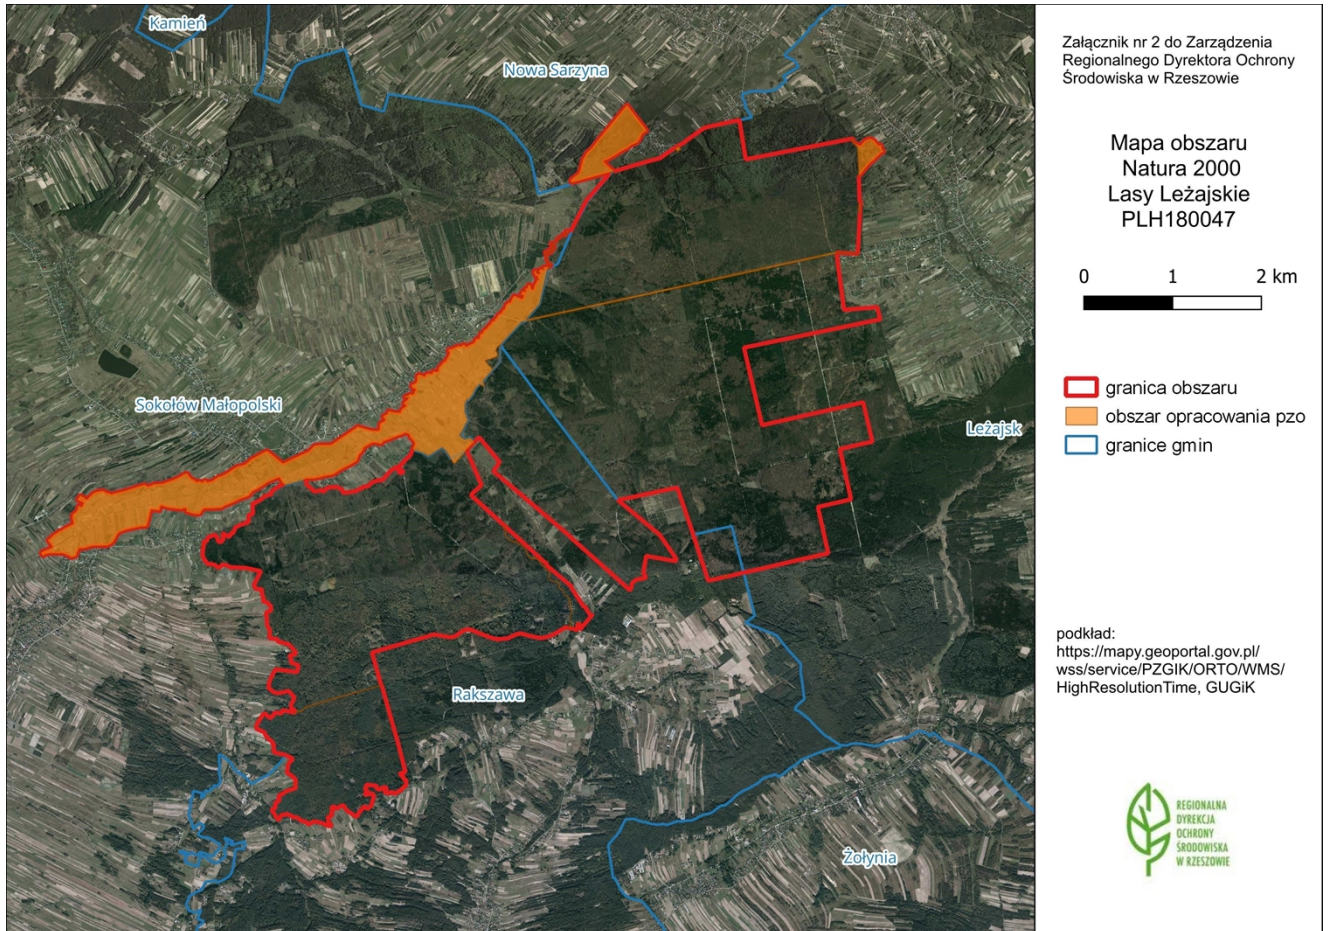 Kamień
Nowa Sarzyna
Sokołów Małopolski
Leżajsk
Rakszawa
Żołynia
Załącznik nr 2 do Zarządzenia
Regionalnego Dyrektora Ochrony
Środowiska w Rzeszowie
Mapa obszaru
Natura 2000
Lasy Leżajskie
PLH180047
0 1 2 km
granica obszaru
obszar opracowania pzo
granice gmin
podkład:
https://mapy.geoportal.gov.pl/
wss/service/PZGIK/ORTO/WMS/
HighResolutionTime, GUGiK
REGIONALNA
DYREKCJA
OCHRONY
ŚRODOWISKA
W RZESZOWIE